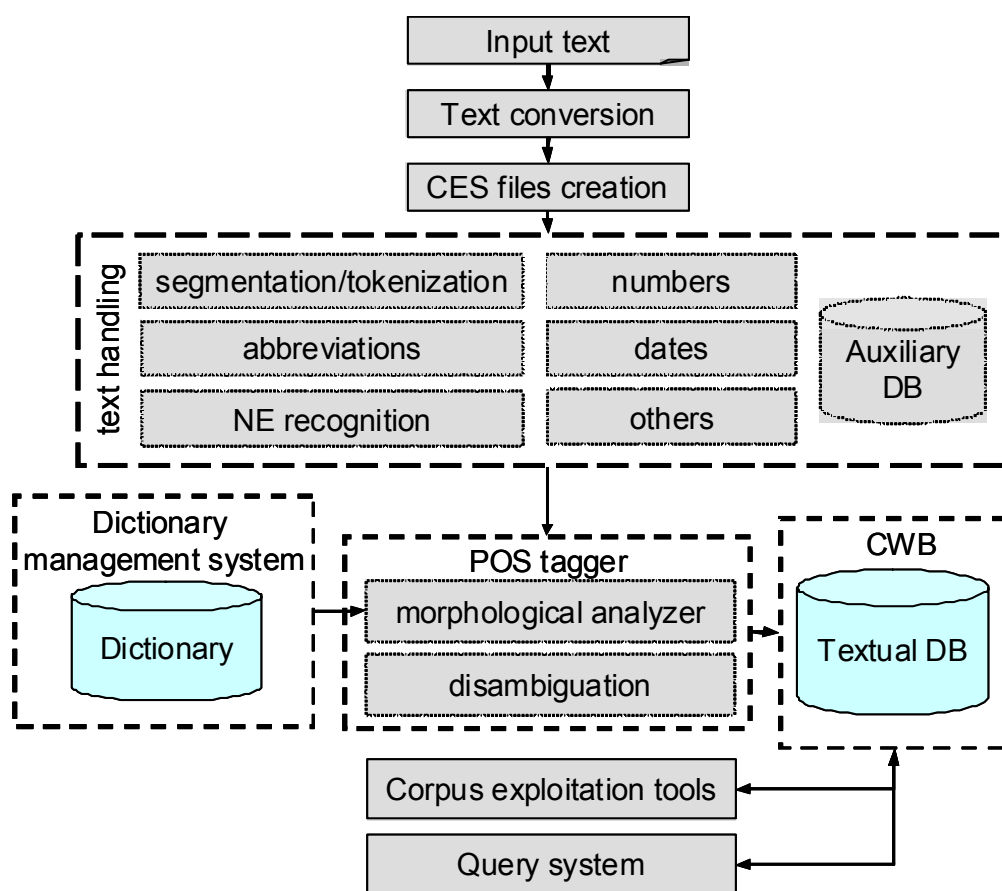 Input text
Text conversion
CES files creation
text handling
segmentation/tokenization
numbers
abbreviations
dates
NE recognition
others
Auxiliary
DB
Dictionary
management system
Dictionary
POS tagger
morphological analyzer
disambiguation
CWB
Textual DB
Corpus exploitation tools
Query system